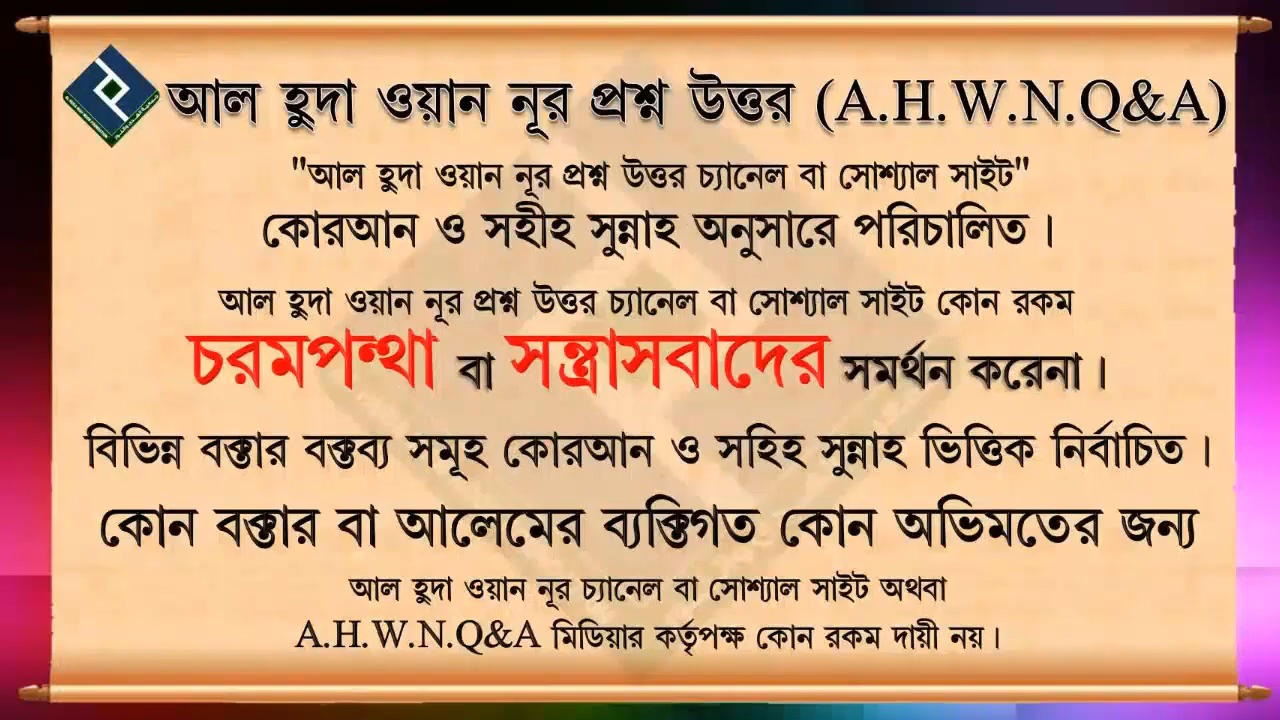 আল হুদা ওয়ান নূর প্রশ্ন উত্তর (A.H.W.N.Q&A)
"আল হুদা ওয়ান নূর প্রশ্ন উত্তর চ্যানেল বা সোশ্যাল সাইট"
কোরআন ও সহীহ সুন্নাহ অনুসারে পরিচালিত।
আল হুদা ওয়ান নূর প্রশ্ন উত্তর চ্যানেল বা সোশ্যাল সাইট কোন রকম
চরমপন্থা বা সন্ত্রাসবাদের সমর্থন করেনা।
বিভিন্ন বক্তার বক্তব্য সমূহ কোরআন ও সহিহ সুন্নাহ ভিত্তিক নির্বাচিত।
কোন বক্তার বা আলেমের ব্যক্তিগত কোন অভিমতের জন্য
আল হুদা ওয়ান নূর চ্যানেল বা সোশ্যাল সাইট অথবা
A.H.W.N.Q&A মিডিয়ার কর্তৃপক্ষ কোন রকম দায়ী নয়।